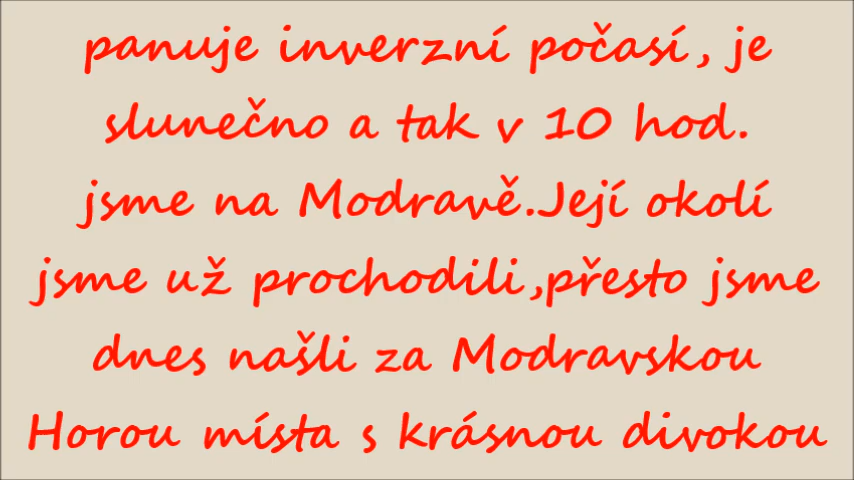 panuje inverzní počasí, je
slunečno a tak v 10 hod.
jsme na Modravě.Její okolí
jsme už prochodili,přesto jsme
dnes našli za Modravskou
Horou místa s krásnou divokou